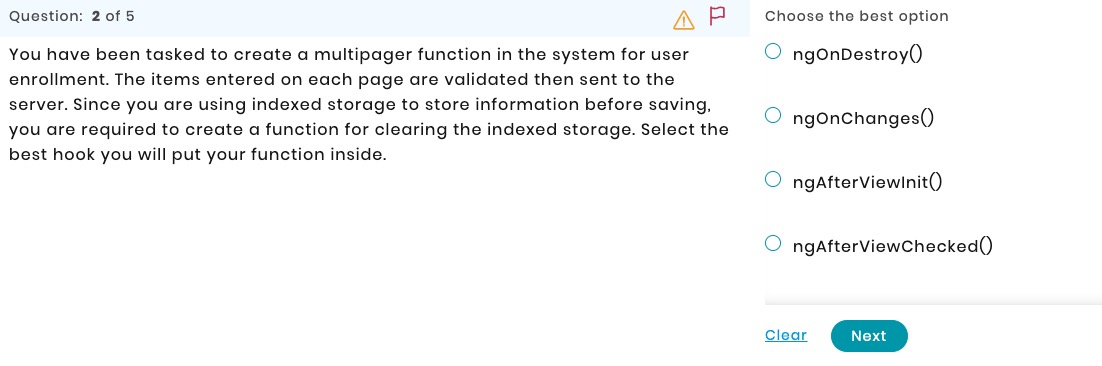 Question: 2 of 5
You have been tasked to create a multipager function in the system for user
enrollment. The items entered on each page are validated then sent to the
server. Since you are using indexed storage to store information before saving,
you are required to create a function for clearing the indexed storage. Select the
best hook you will put your function inside.
Choose the best option
ngOnDestroy()
ngOnChanges()
ngAfterViewInit()
ngAfterViewChecked()
Clear
Next